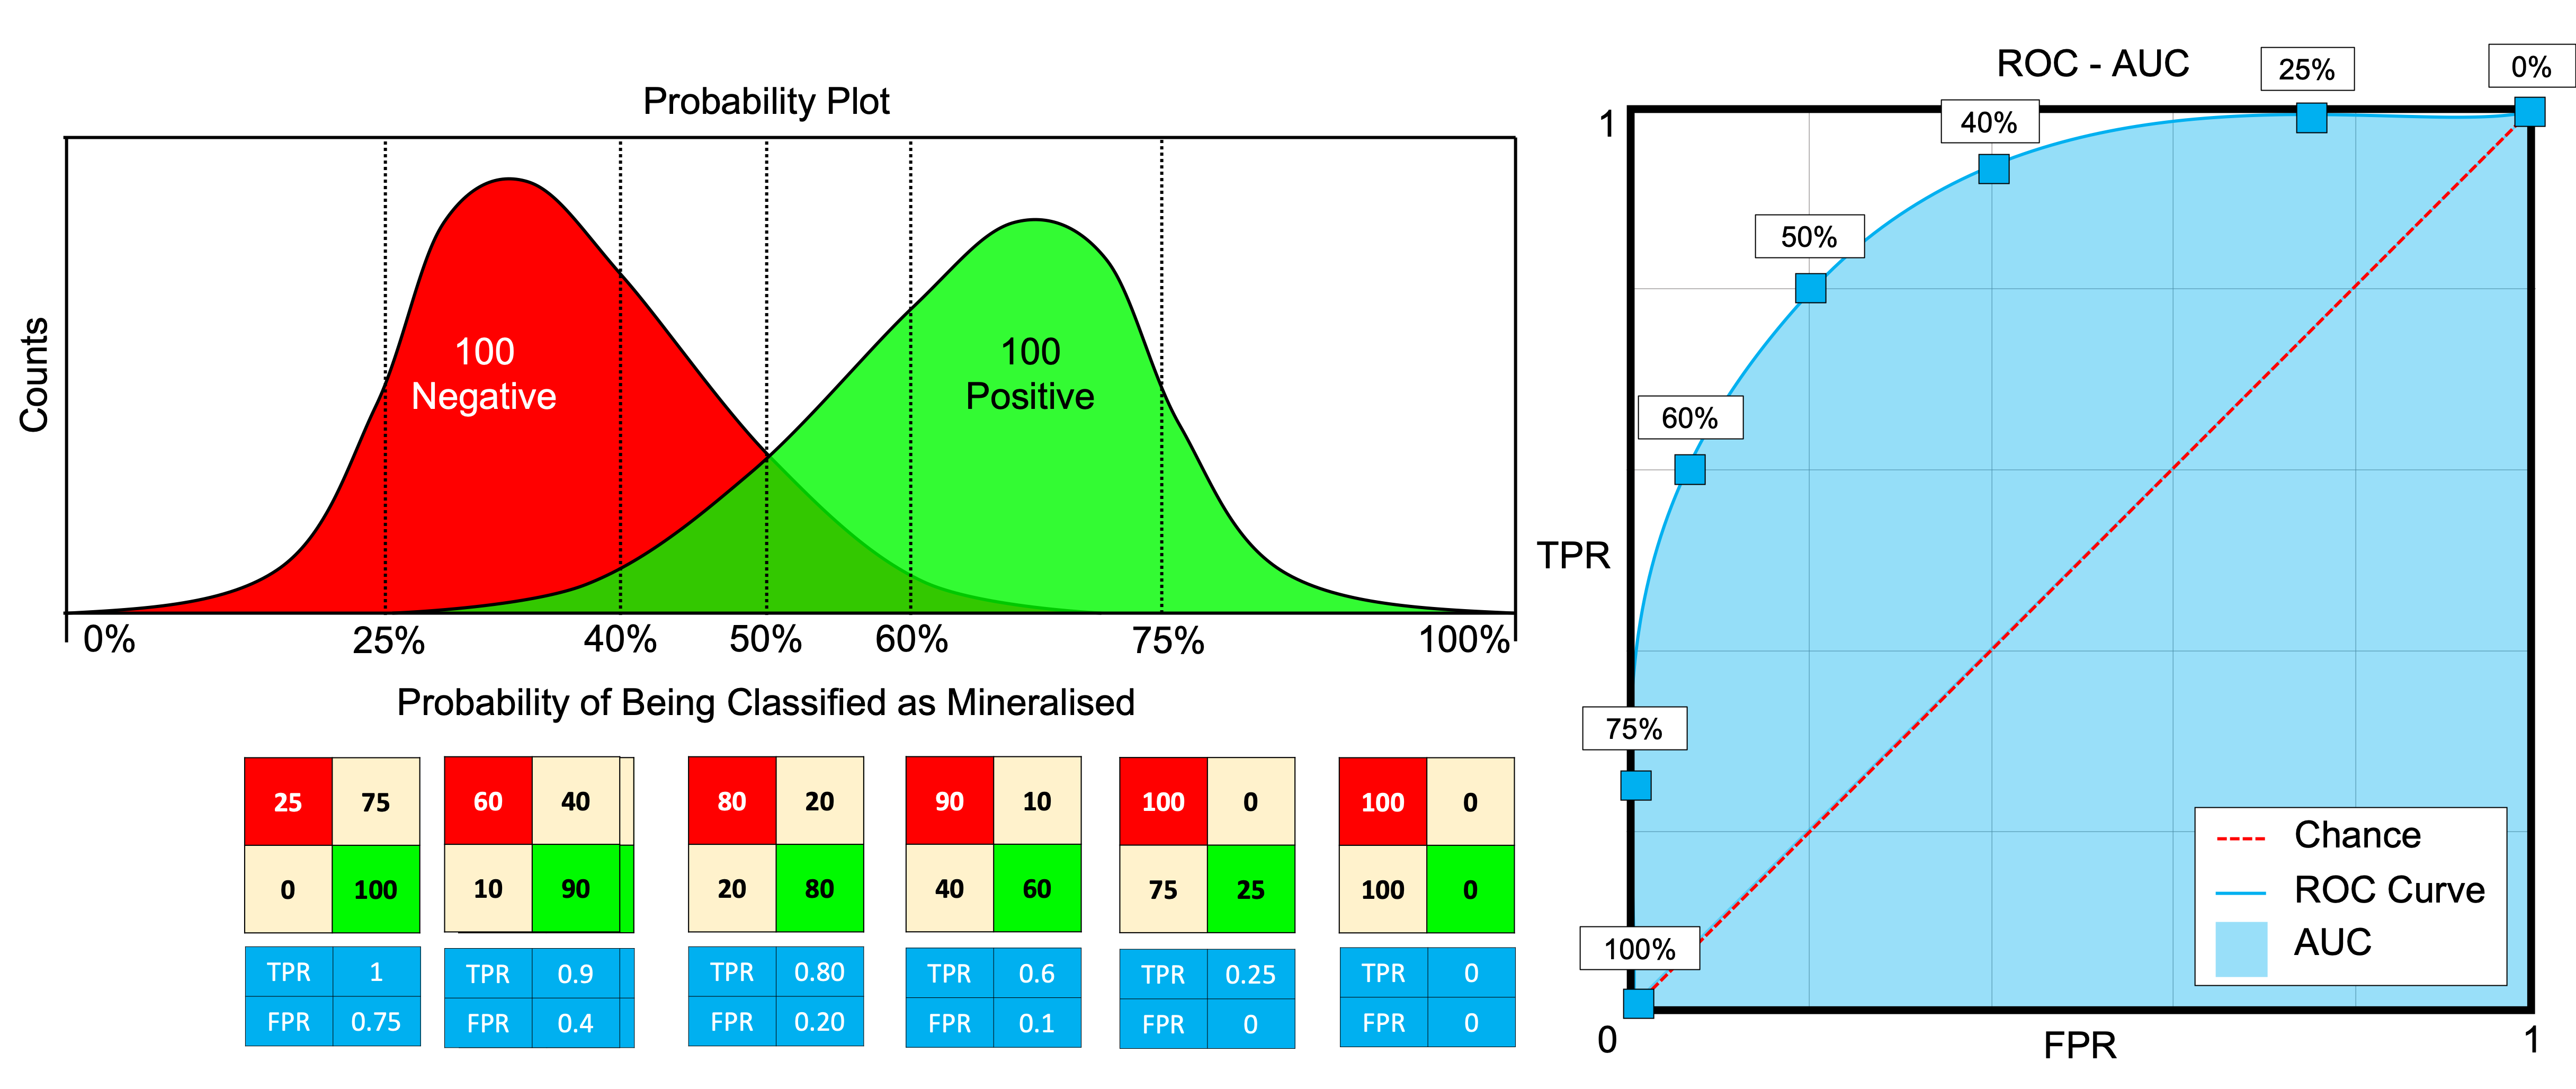 Probability Plot
Counts
100
Negative
100
Positive
0% 25% 40% 50% 60% 75% 100%
Probability of Being Classified as Mineralised
25 75
0 100
TPR 1
FPR 0.75
60 40
10 90
TPR 0.9
FPR 0.4
80 20
20 80
TPR 0.80
FPR 0.20
90 10
40 60
TPR 0.6
FPR 0.1
100 0
75 25
TPR 0.25
FPR 0
100 0
100 0
TPR 0
FPR 0
ROC - AUC
0%
25%
40%
50%
60%
75%
100%
1
TPR
0
FPR
1
Chance
ROC Curve
AUC